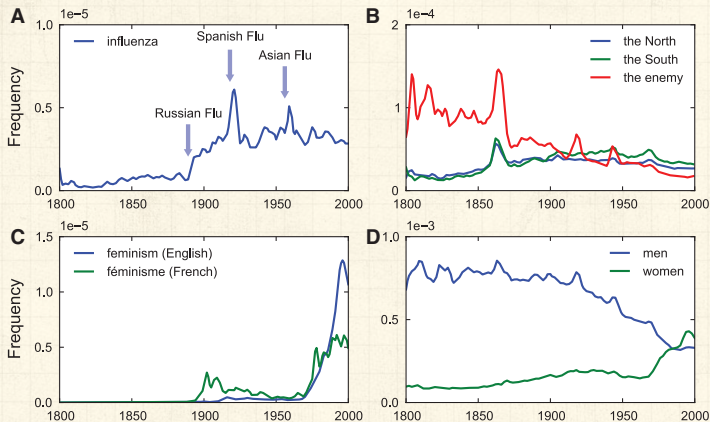 A
1e-5
influenza
Spanish Flu
Asian Flu
Russian Flu
Frequency
1.0
0.5
0.0
1800
1850
1900
1950
2000
B
2
1e-4
the North
the South
the enemy
1
0
1800
1850
1900
1950
2000
C
1.5
1e-5
feminism (English)
féminisme (French)
Frequency
1.0
0.5
0.0
1800
1850
1900
1950
2000
D
1.0
1e-3
men
women
0.5
0.0
1800
1850
1900
1950
2000